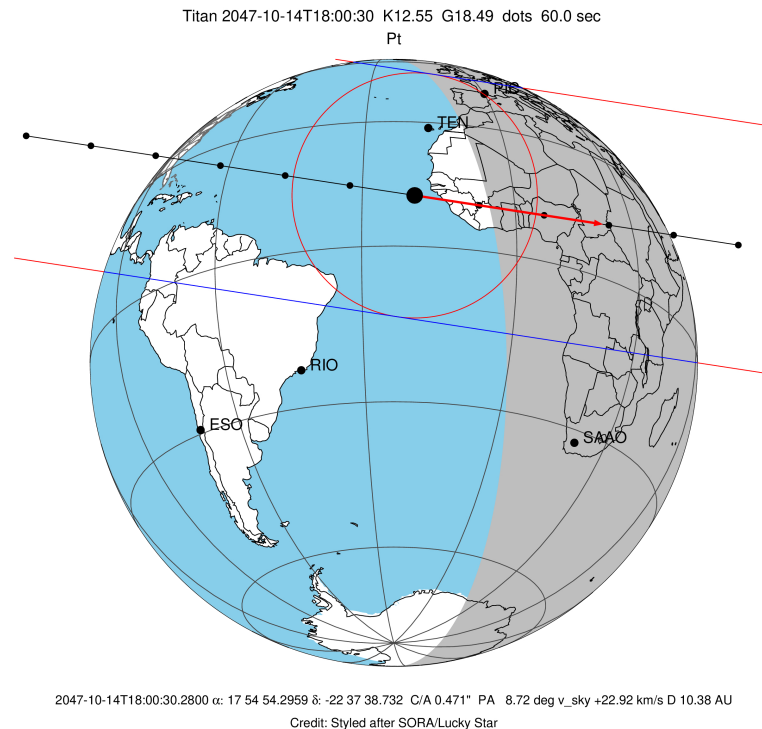 Titan 2047-10-14T18:00:30 K12.55 G18.49 dots 60.0 sec
Pt
PIC
TEN
RIO
ESO
SAAO
2047-10-14T18:00:30.2800 α: 17 54 54.2959 δ: -22 37 38.732 C/A 0.471" PA 8.72 deg v_sky +22.92 km/s D 10.38 AU
Credit: Styled after SORA/Lucky Star